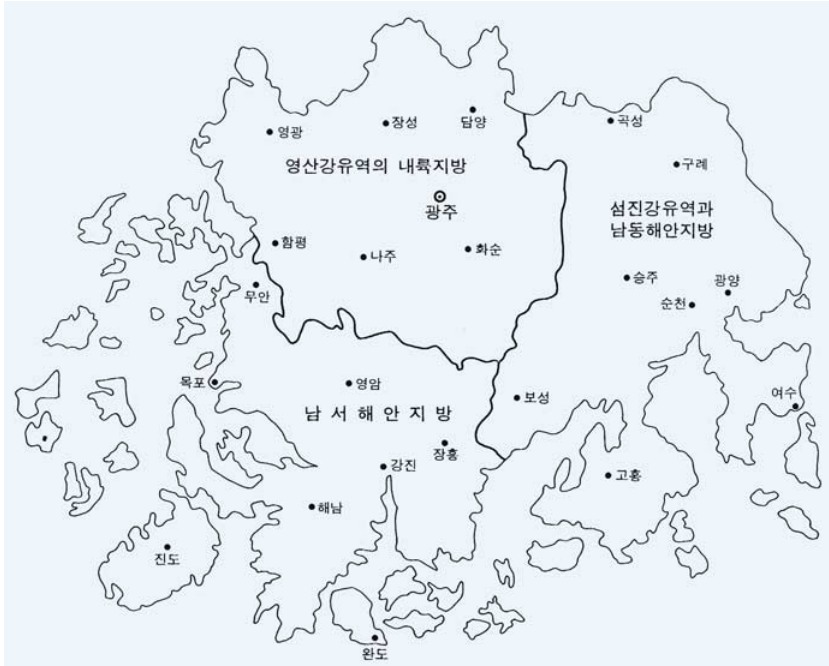 영광
장성
담양
곡성
구례
영산강유역의 내륙지방
광주
섬진강유역과
남동해안지방
함평
나주
화순
무안
승주
광양
순천
목포
영암
보성
여수
남 서 해 안 지 방
장흥
강진
고흥
해남
진도
완도